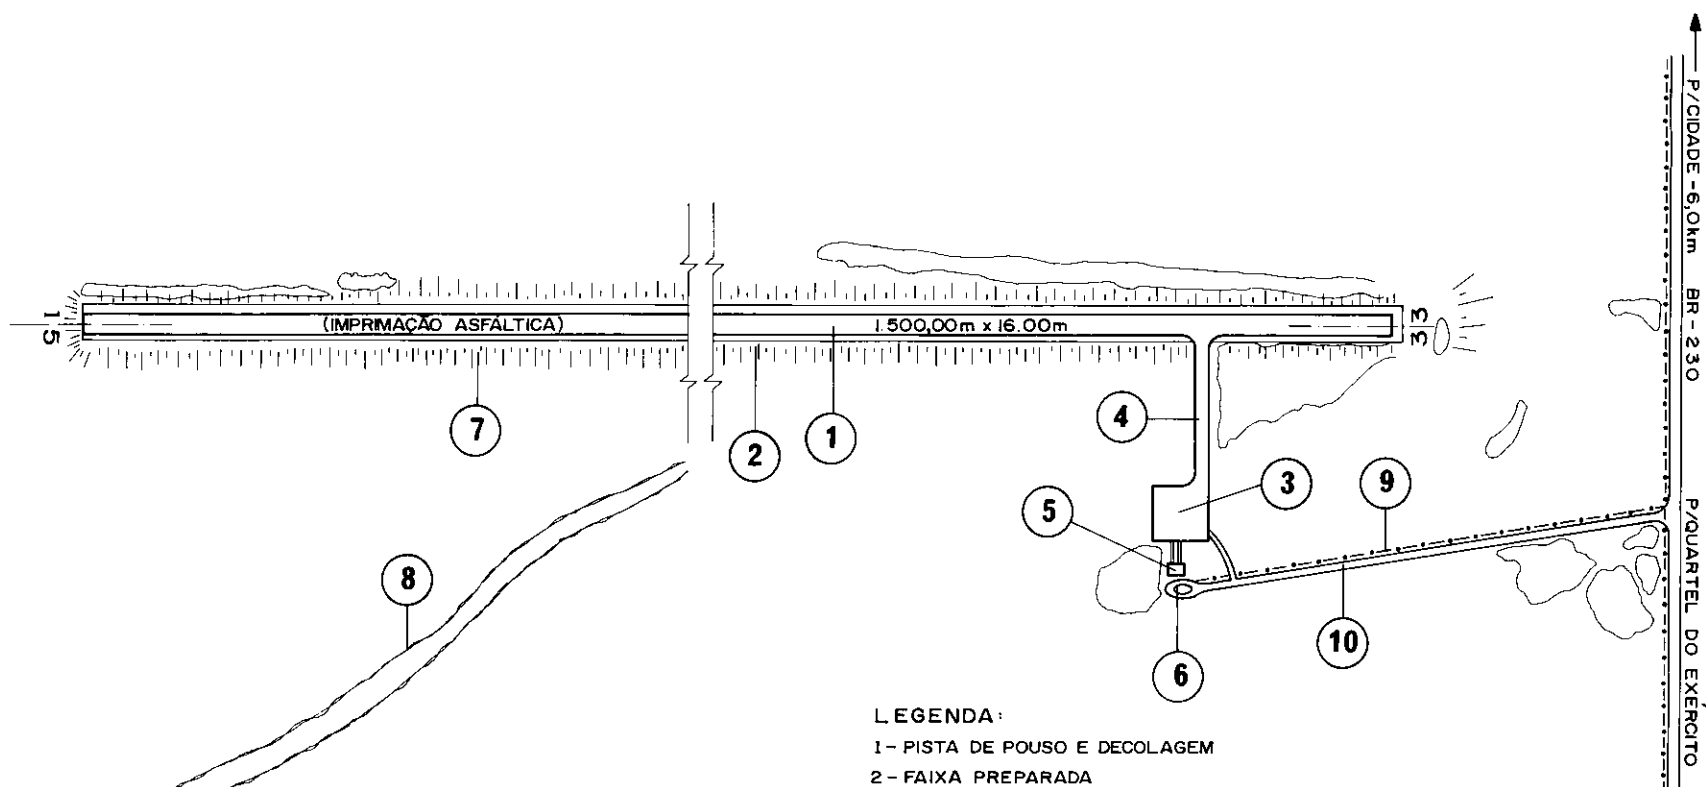 P/CIDADE -6,0km BR-230 P/QUARTEL DO EXÉRCITO
15
(IMPRIMAÇÃO ASFÁLTICA)
1.500,00m x 16.00m
33
7
2
1
4
3
9
5
8
10
6
LEGENDA:
1- PISTA DE POUSO E DECOLAGEM
2- FAIXA PREPARADA